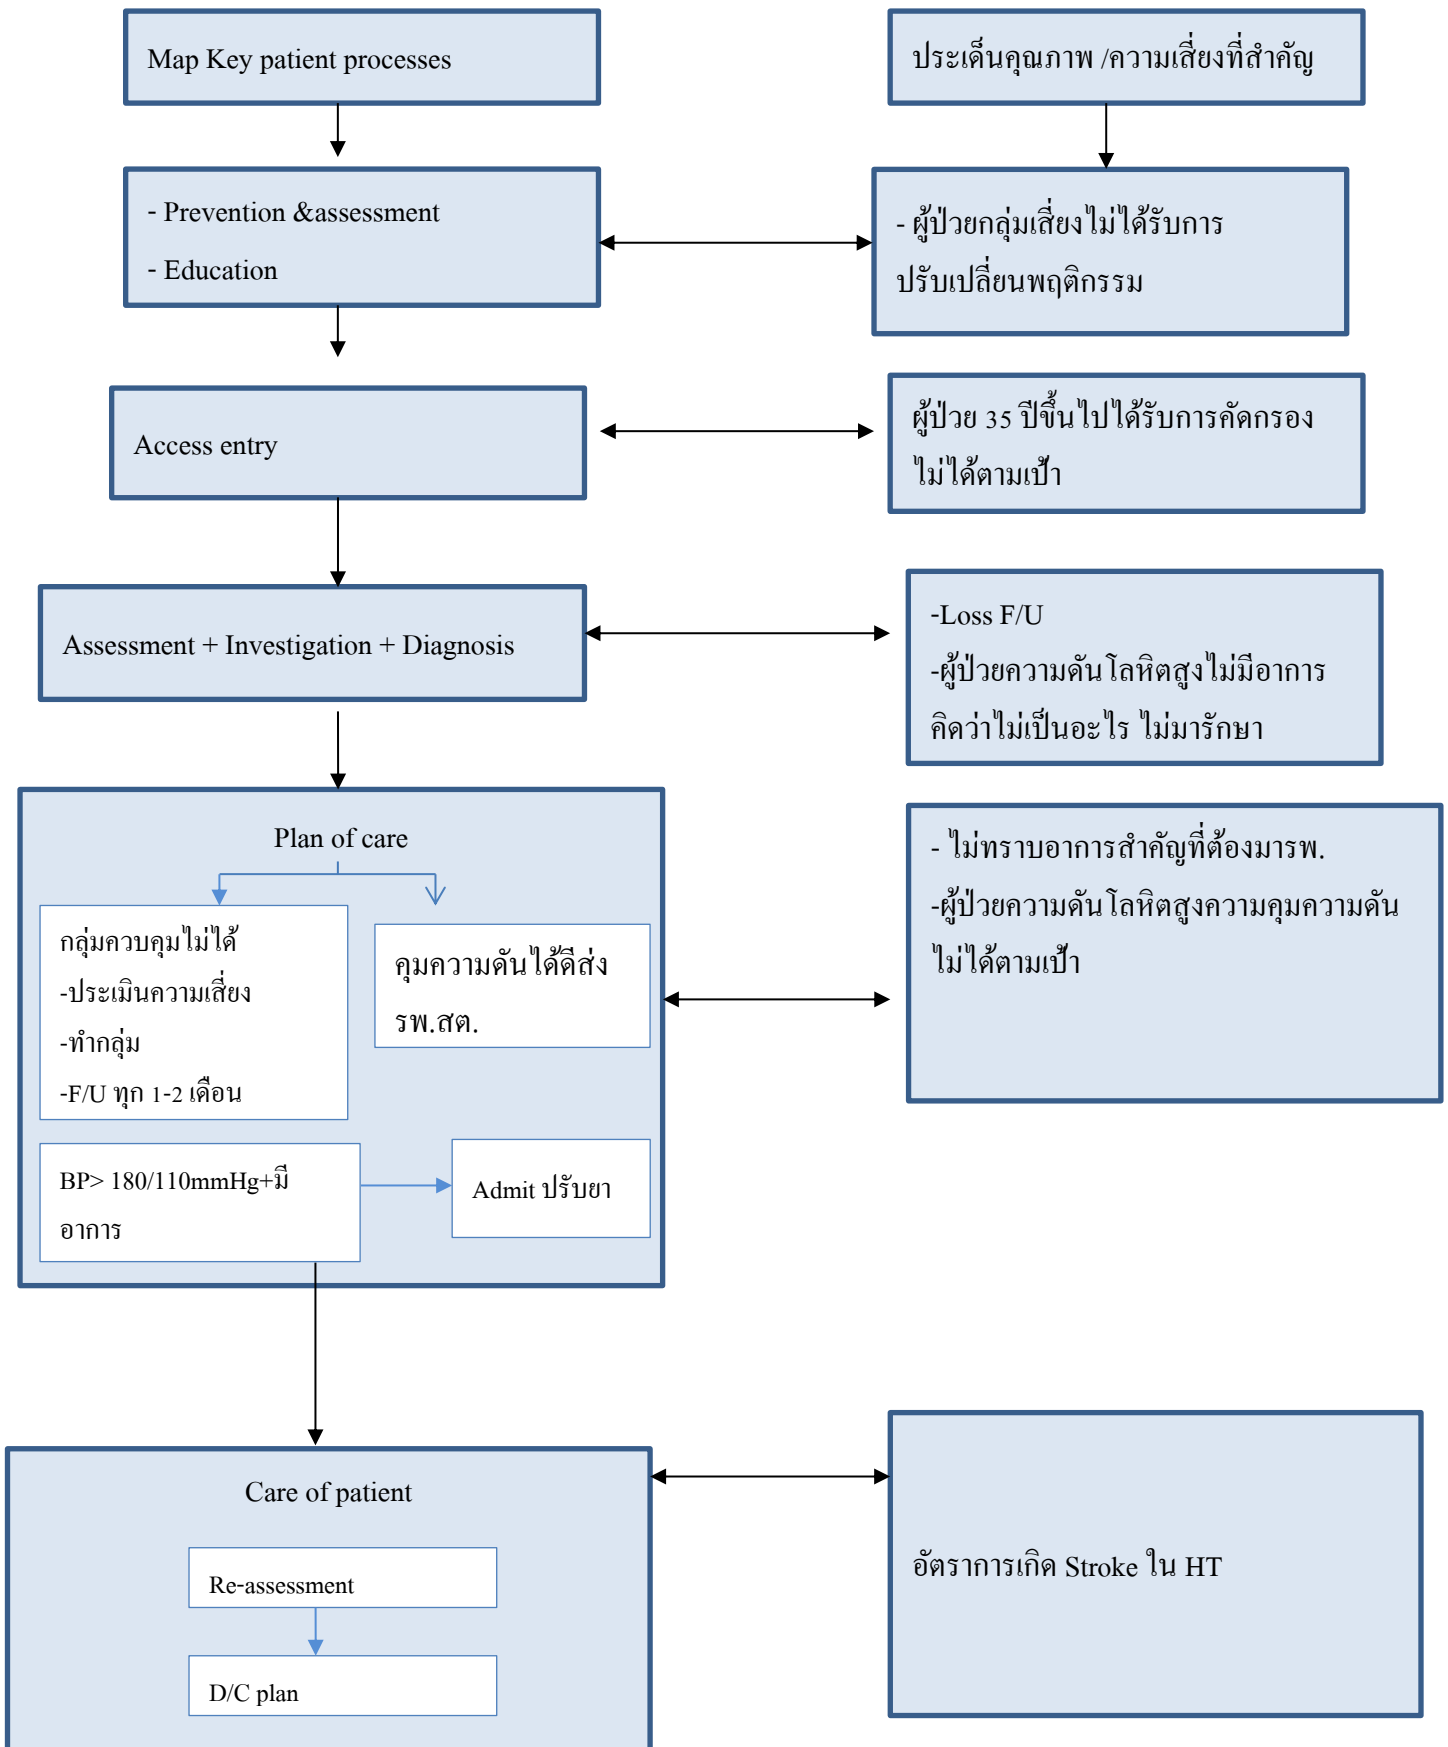 Map Key patient processes
ประเด็นคุณภาพ /ความเสี่ยงที่สำคัญ
- Prevention &assessment
- Education
- ผู้ป่วยกลุ่มเสี่ยงไม่ได้รับการ
ปรับเปลี่ยนพฤติกรรม
Access entry
ผู้ป่วย 35 ปีขึ้นไปได้รับการคัดกรอง
ไม่ได้ตามเป้า
Assessment + Investigation + Diagnosis
-Loss F/U
-ผู้ป่วยความดันโลหิตสูงไม่มีอาการ
คิดว่าไม่เป็นอะไร ไม่มารักษา
Plan of care
กลุ่มควบคุมไม่ได้
-ประเมินความเสี่ยง
-ทำกลุ่ม
-F/U ทุก 1-2 เดือน
คุมความดันได้ดีส่ง
รพ.สต.
BP> 180/110mmHg+มี
อาการ
Admit ปรับยา
- ไม่ทราบอาการสำคัญที่ต้องมารพ.
-ผู้ป่วยความดันโลหิตสูงความคุมความดัน
ไม่ได้ตามเป้า
Care of patient
Re-assessment
D/C plan
อัตราการเกิด Stroke ใน HT